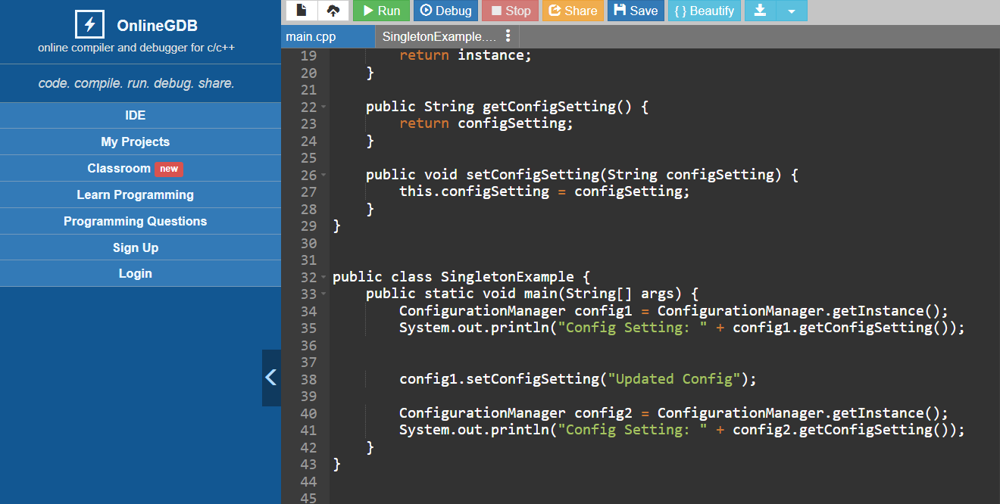 OnlineGDB
online compiler and debugger for c/c++
code. compile. run. debug. share.
IDE
My Projects
Classroom new
Learn Programming
Programming Questions
Sign Up
Login
Run Debug Stop Share Save { } Beautify
main.cpp SingletonExample....
19 return instance;
20 }
21
22 public String getConfigSetting() {
23 return configSetting;
24 }
25
26 public void setConfigSetting(String configSetting) {
27 this.configSetting = configSetting;
28 }
29 }
30
31
32 public class SingletonExample {
33 public static void main(String[] args) {
34 ConfigurationManager config1 = ConfigurationManager.getInstance();
35 System.out.println("Config Setting: " + config1.getConfigSetting());
36
37
38 config1.setConfigSetting("Updated Config");
39
40 ConfigurationManager config2 = ConfigurationManager.getInstance();
41 System.out.println("Config Setting: " + config2.getConfigSetting());
42 }
43 }
44
45